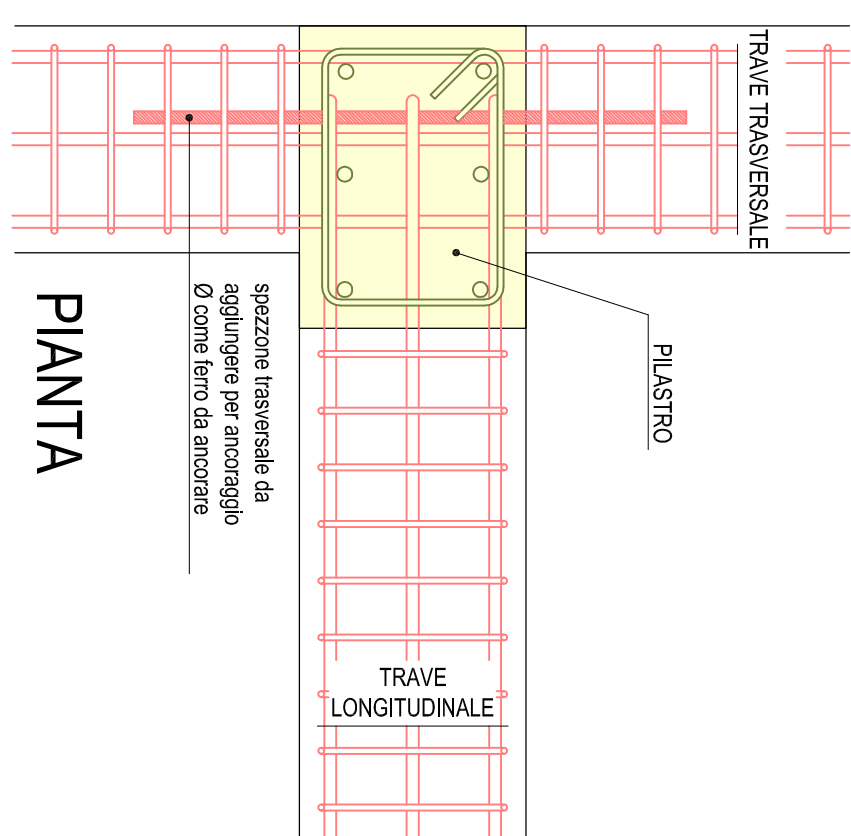 TRAVE TRASVERSALE
PILASTRO
spezzone trasversale da
aggiungere per ancoraggio
Ø come ferro da ancorare
PIANTA
TRAVE
LONGITUDINALE